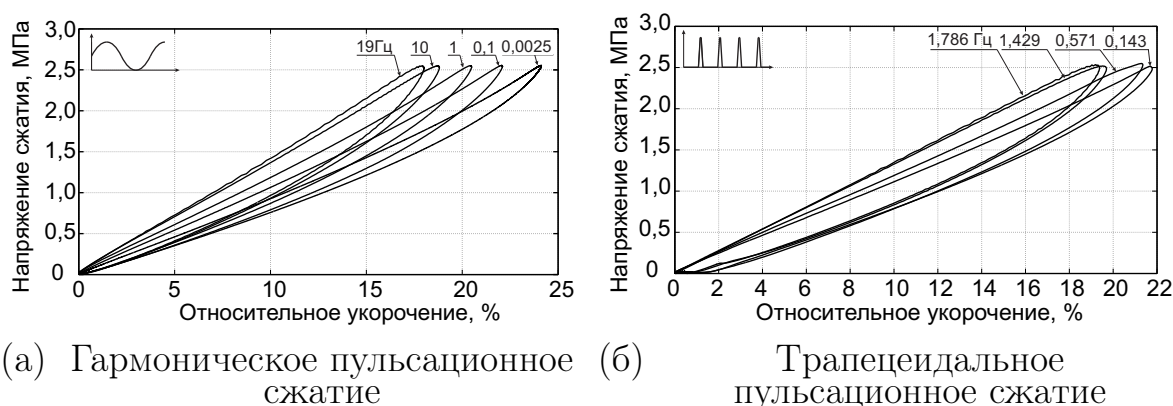 Напряжение сжатия, МПа
3,0
2,5
2,0
1,5
1,0
0,5
0
19Гц 10 1 0,1 0,0025
0 5 10 15 20 25
Относительное укорочение, %
(а) Гармоническое пульсационное
сжатие
Напряжение сжатия, МПа
3,0
2,5
2,0
1,5
1,0
0,5
0
1,786 Гц 1,429 0,571 0,143
0 2 4 6 8 10 12 14 16 18 20 22
Относительное укорочение, %
(б) Трапецеидальное
пульсационное сжатие